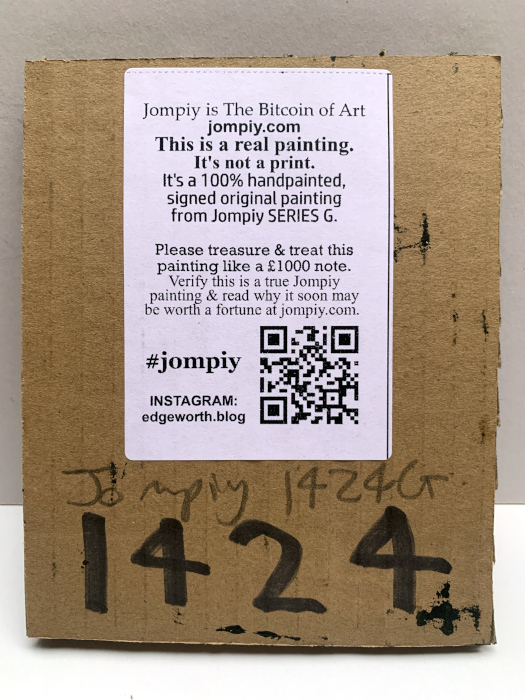 Jompiy is The Bitcoin of Art
jompiy.com
This is a real painting.
It's not a print.
It's a 100% handpainted,
signed original painting
from Jompiy SERIES G.
Please treasure & treat this
painting like a £1000 note.
Verify this is a true Jompiy
painting & read why it soon may
be worth a fortune at jompiy.com.
#jompiy
INSTAGRAM:
edgeworth.blog
Jompiy 1424G
1424